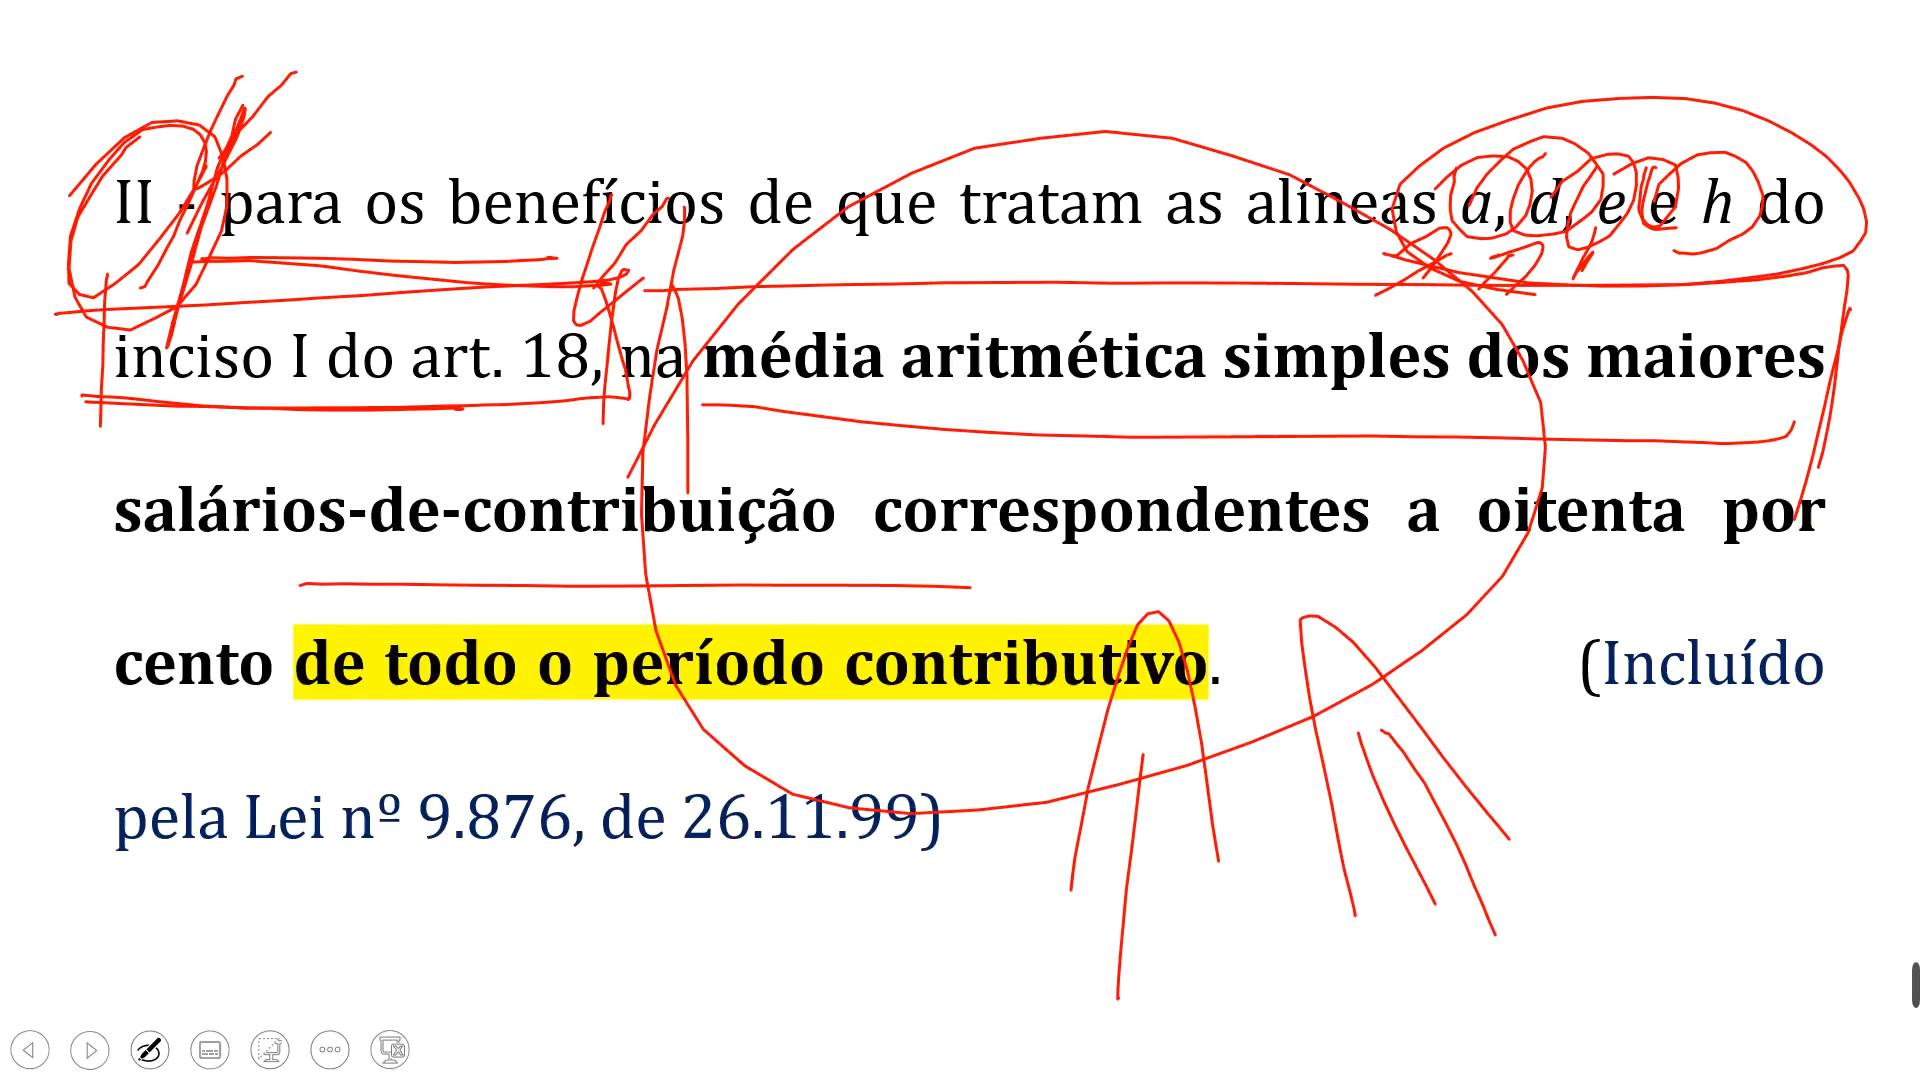 II - para os benefícios de que tratam as alíneas a, d, e e h do
inciso I do art. 18, na média aritmética simples dos maiores
salários-de-contribuição correspondentes a oitenta por
cento de todo o período contributivo. (Incluído
pela Lei nº 9.876, de 26.11.99)